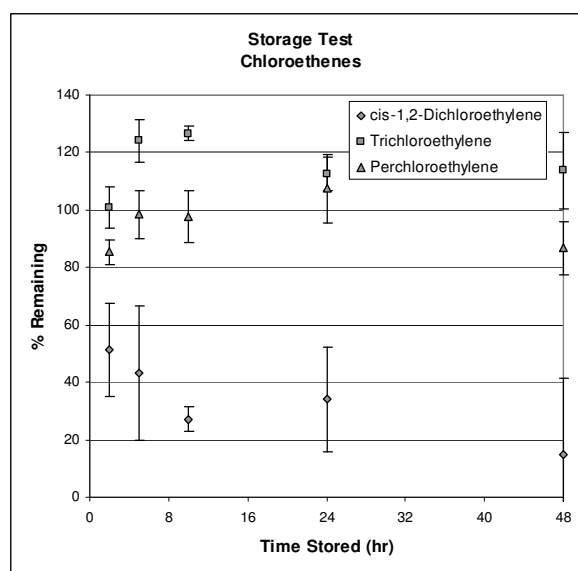 Storage Test
Chloroethenes
140
120
100
80
60
40
20
0
% Remaining
cis-1,2-Dichloroethylene
Trichloroethylene
Perchloroethylene
0 8 16 24 32 40 48
Time Stored (hr)